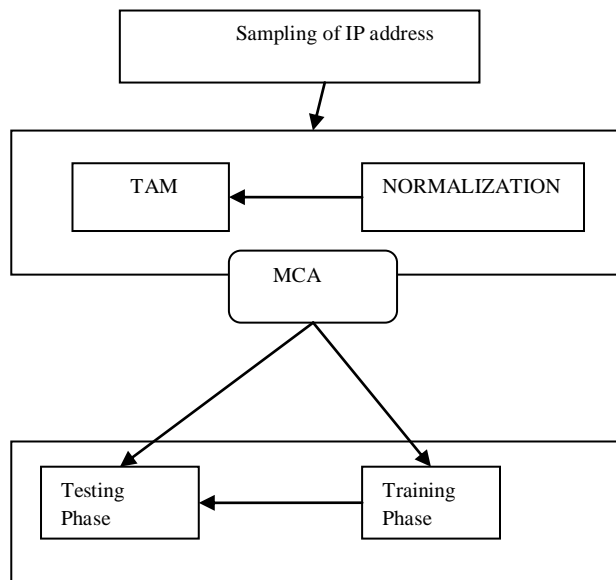 Sampling of IP address
TAM
NORMALIZATION
MCA
Testing
Phase
Training
Phase